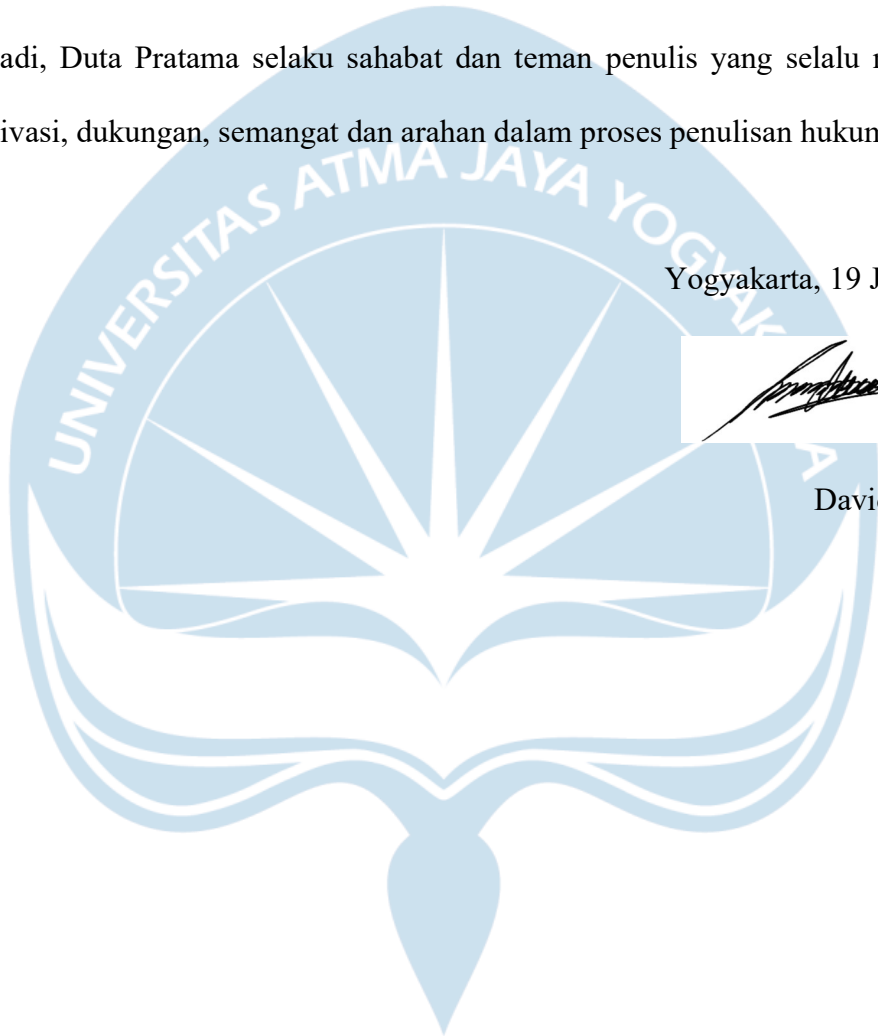 adi, Duta Pratama selaku sahabat dan teman penulis yang selalu
ivasi, dukungan, semangat dan arahan dalam proses penulisan hukum
UNIVERSITAS ATMA JAYA YOGYAKARTA
Yogyakarta, 19 J
Davi